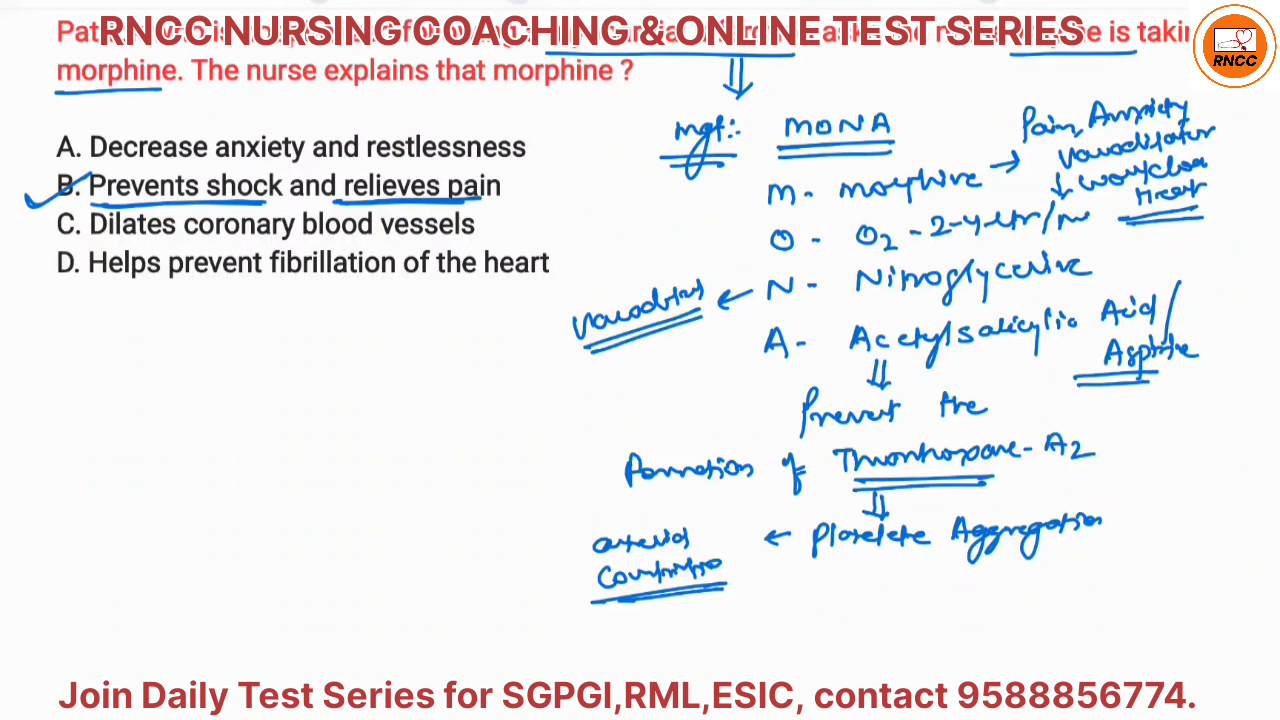 RNCC NURSING COACHING & ONLINE TEST SERIES
morphine. The nurse explains that morphine ?
RNCC
A. Decrease anxiety and restlessness
B. Prevents shock and relieves pain
C. Dilates coronary blood vessels
D. Helps prevent fibrillation of the heart
mgt:- MONA
M - morphine → Pain, Anxiety
Vasodilator
↓ workload
Heart
O - O2 - 2-4 ltr/
N - Nitroglycerine
A - Acetylsalicylic Acid /
⇓
Prevent the
Formation of Thromboxane - A2
⇓
← Platelete Aggregation
arterial
Join Daily Test Series for SGPGI,RML,ESIC, contact 9588856774.